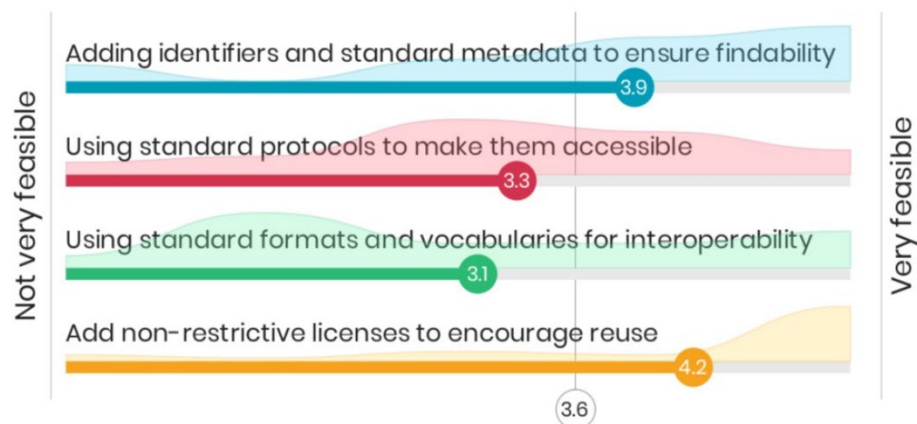 Not very feasible
Adding identifiers and standard metadata to ensure findability
3.9
Using standard protocols to make them accessible
3.3
Using standard formats and vocabularies for interoperability
3.1
Add non-restrictive licenses to encourage reuse
4.2
3.6
Very feasible